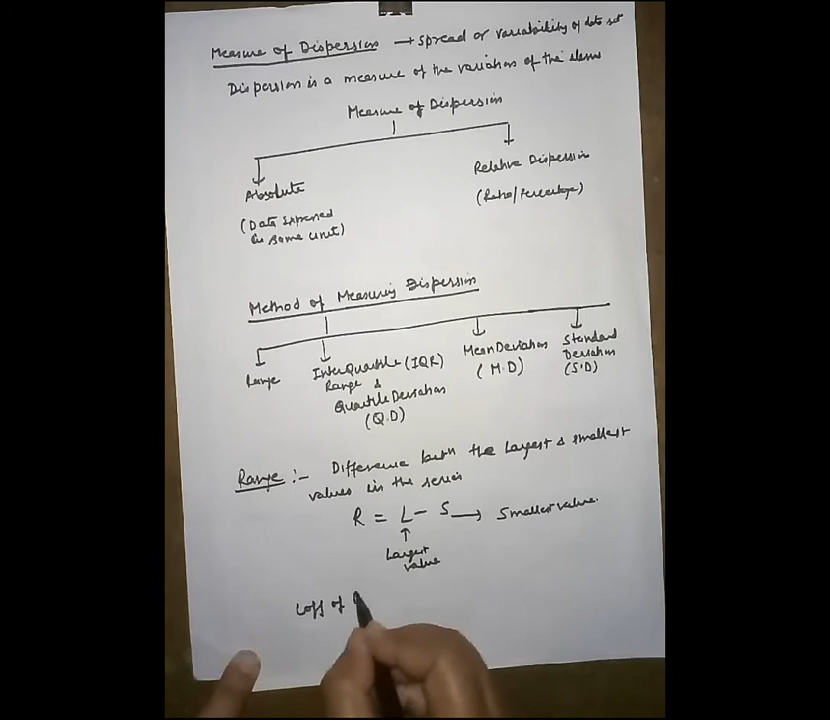 Measure of Dispersion → Spread or variability of data set
Dispersion is a measure of the variations of the items
Measure of Dispersion
Absolute
(Data expressed in same unit)
Relative Dispersion
(Ratio/Percentage)
Method of Measuring Dispersion
Range
InterQuartile (IQR)
Range &
Quartile Deviation
(Q.D)
Mean Deviation
(M.D)
Standard
Deviation
(S.D)
Range :- Difference betn the largest & smallest
values in the series
R = L - S → Smallest value.
↑
Largest
value
Coff of